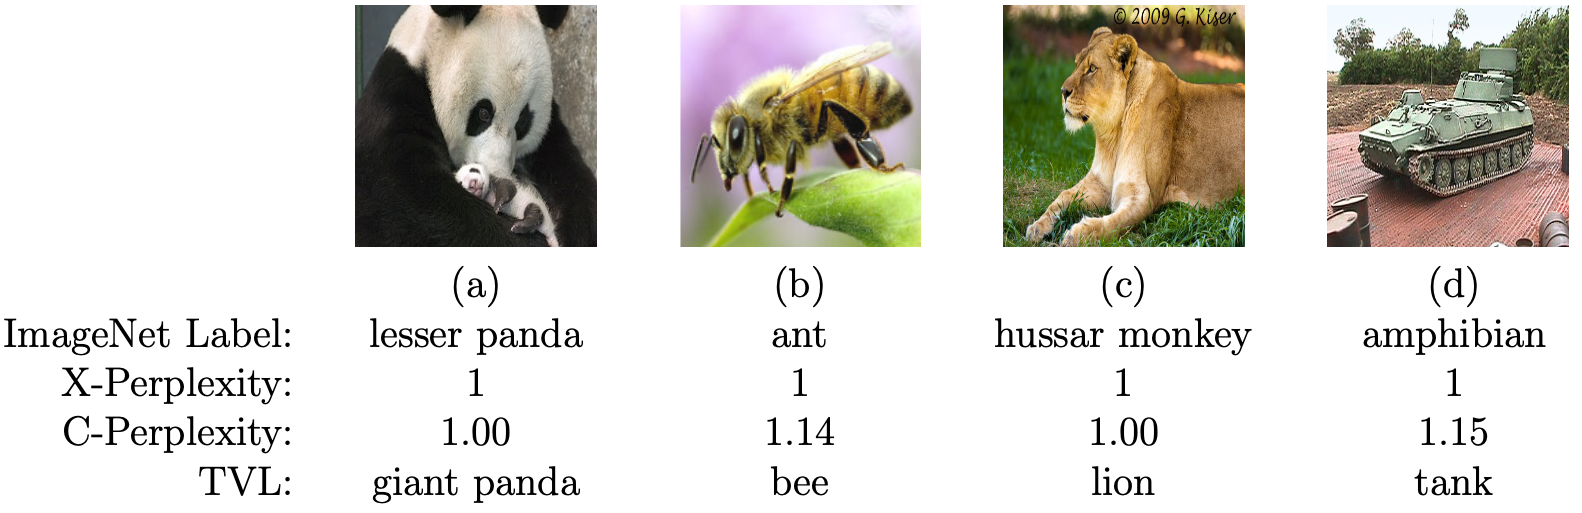 © 2009 G. Kiser
(a) (b) (c) (d)
ImageNet Label: lesser panda ant hussar monkey amphibian
X-Perplexity: 1 1 1 1
C-Perplexity: 1.00 1.14 1.00 1.15
TVL: giant panda bee lion tank